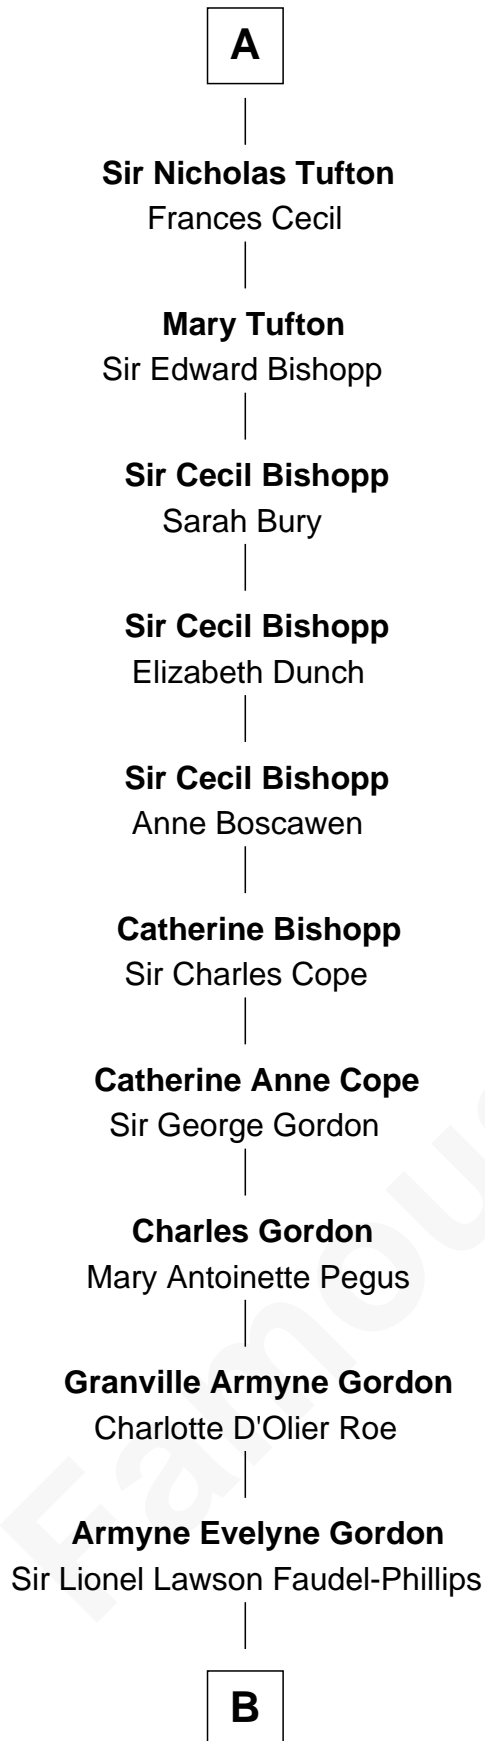 A
Sir Nicholas Tufton
Frances Cecil
Mary Tufton
Sir Edward Bishopp
Sir Cecil Bishopp
Sarah Bury
Sir Cecil Bishopp
Elizabeth Dunch
Sir Cecil Bishopp
Anne Boscawen
Catherine Bishopp
Sir Charles Cope
Catherine Anne Cope
Sir George Gordon
Charles Gordon
Mary Antoinette Pegus
Granville Armyne Gordon
Charlotte D'Olier Roe
Armyne Evelyne Gordon
Sir Lionel Lawson Faudel-Phillips
B
Famous